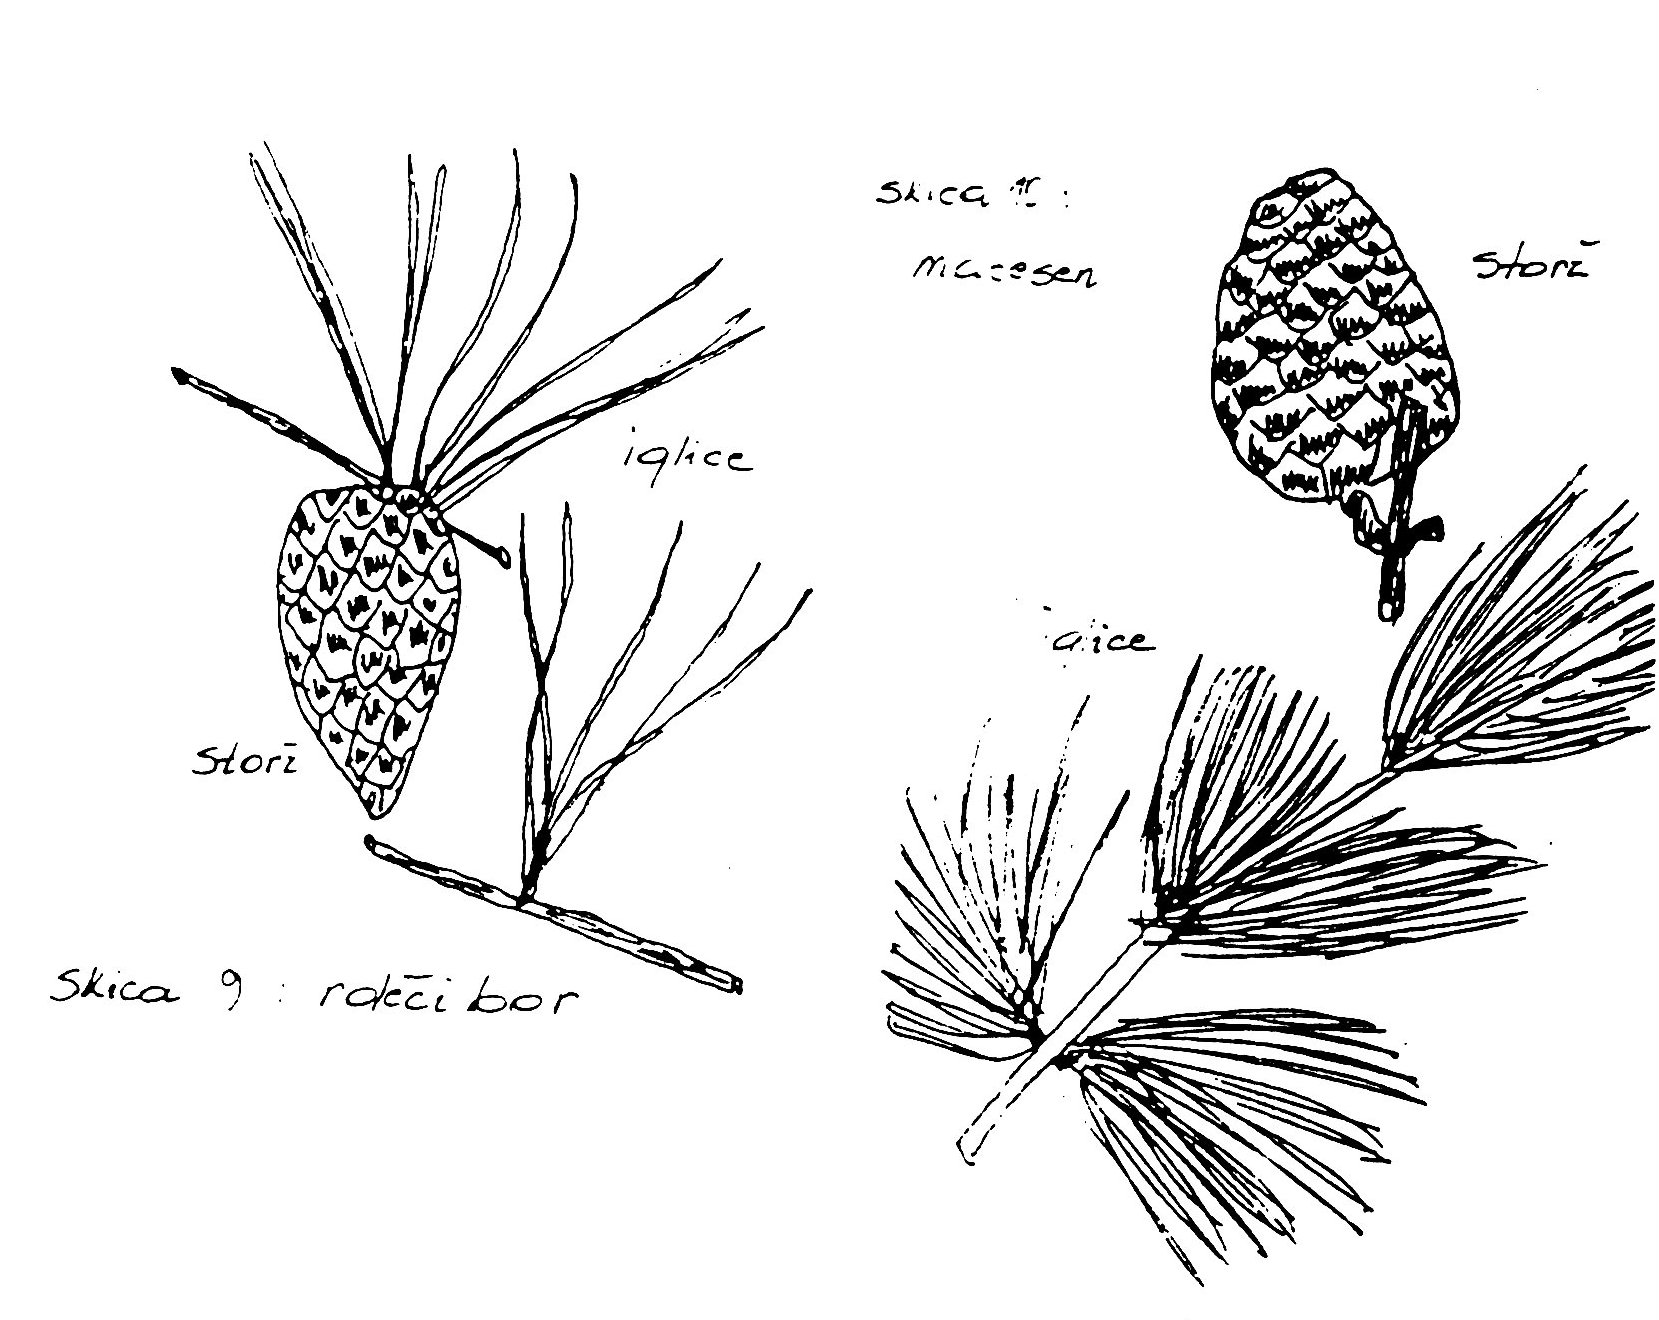 iglice
storž
Skica 9 : rdeči bor
Skica :
macesen
storž